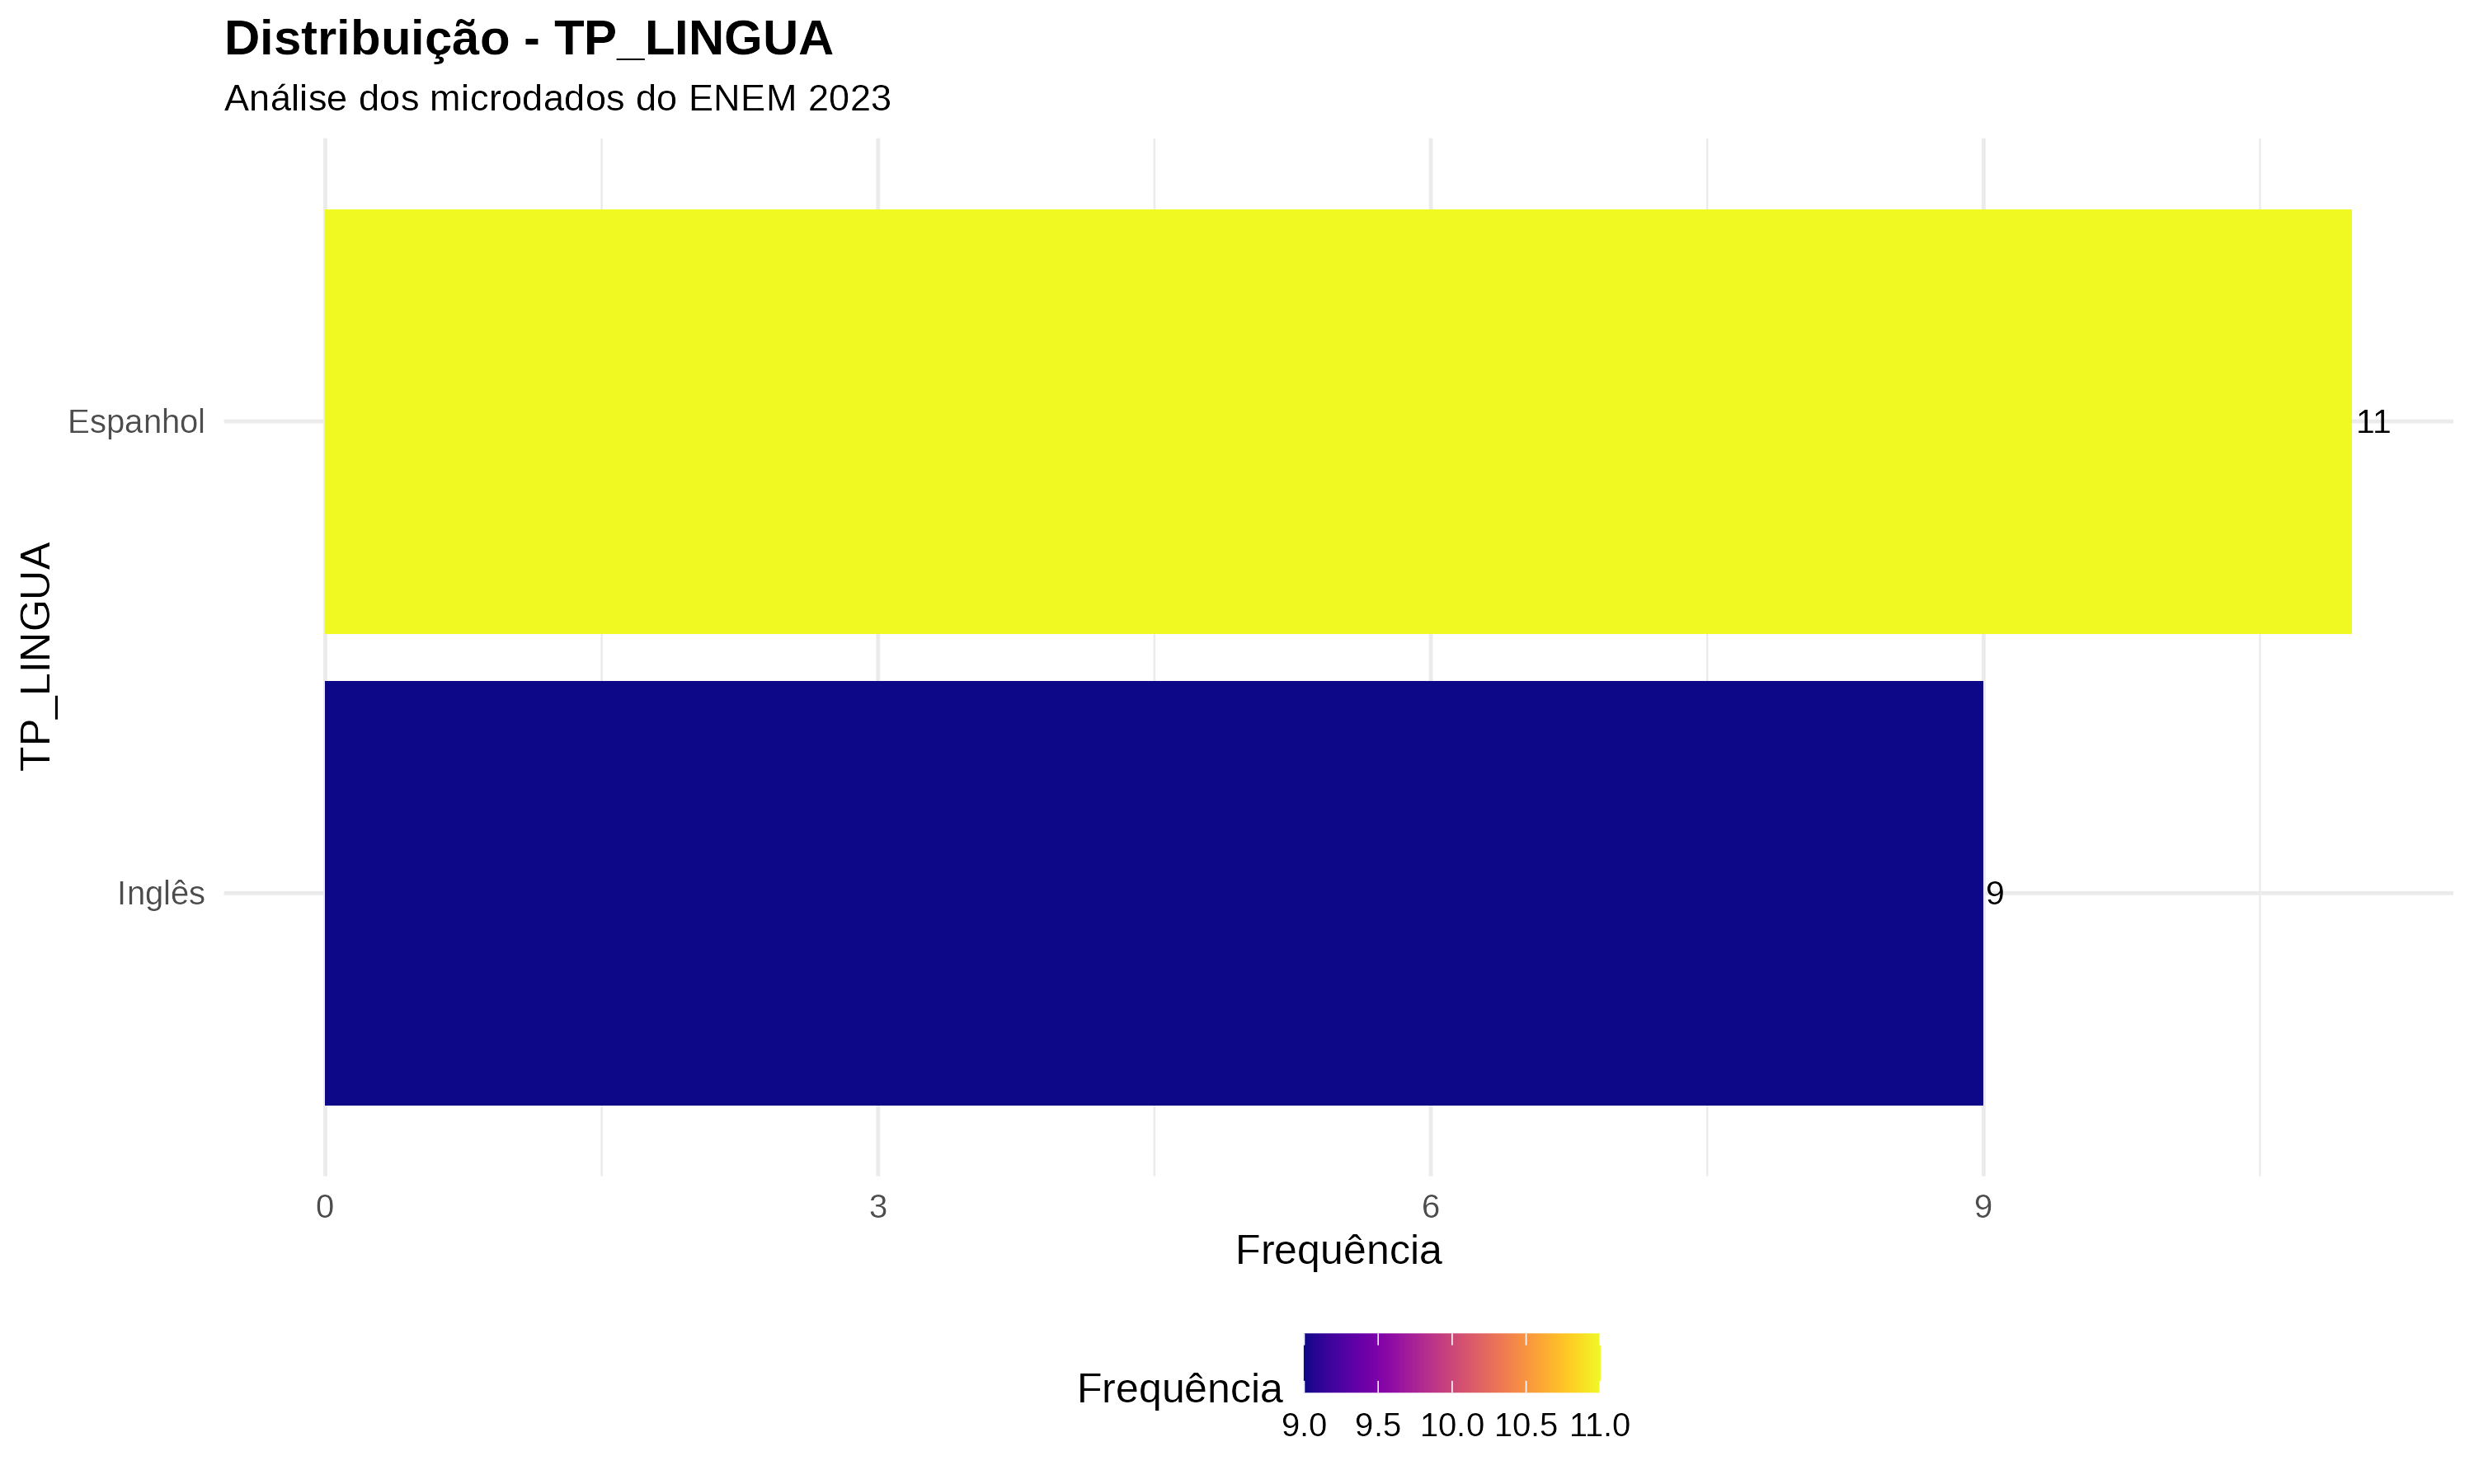 Distribuição - TP_LINGUA
Análise dos microdados do ENEM 2023
TP_LINGUA
Espanhol
11
Inglês
9
0 3 6 9
Frequência
Frequência
9.0 9.5 10.0 10.5 11.0